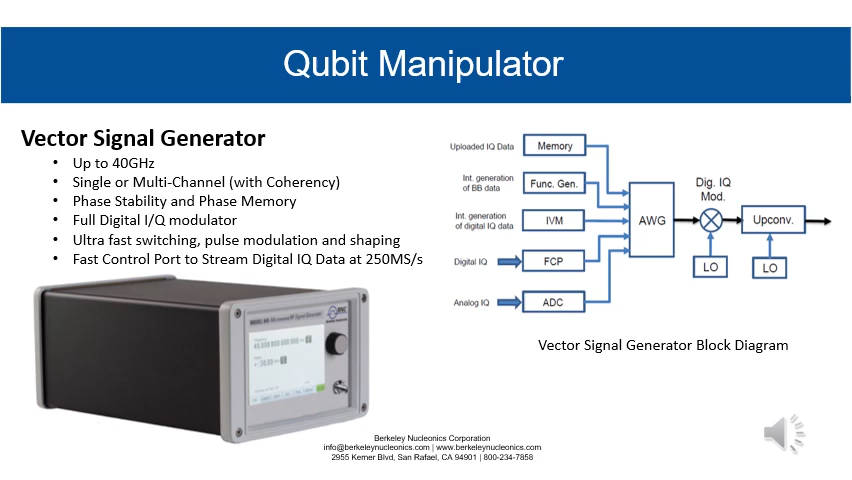 Qubit Manipulator
Vector Signal Generator
• Up to 40GHz
• Single or Multi-Channel (with Coherency)
• Phase Stability and Phase Memory
• Full Digital I/Q modulator
• Ultra fast switching, pulse modulation and shaping
• Fast Control Port to Stream Digital IQ Data at 250MS/s
Uploaded IQ Data
Memory
Int. generation
of BB data
Func. Gen.
Int. generation
of digital IQ data
IVM
Digital IQ
FCP
Analog IQ
ADC
AWG
Dig. IQ
Mod.
Upconv.
LO
LO
Vector Signal Generator Block Diagram
BNC
Berkeley Nucleonics Corporation
info@berkeleynucleonics.com | www.berkeleynucleonics.com
2955 Kerner Blvd, San Rafael, CA 94901 | 800-234-7858